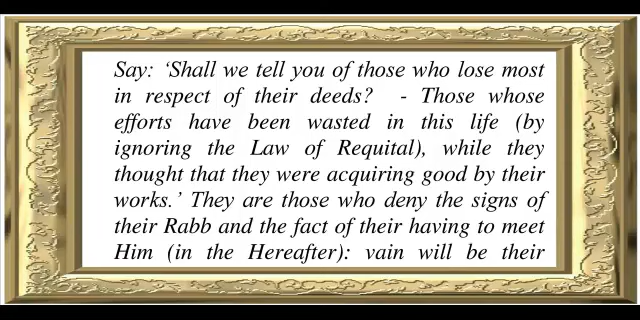 Say: ‘Shall we tell you of those who lose most
in respect of their deeds?  - Those whose
efforts have been wasted in this life (by
ignoring the Law of Requital), while they
thought that they were acquiring good by their
works.’ They are those who deny the signs of
their Rabb and the fact of their having to meet
Him (in the Hereafter): vain will be their